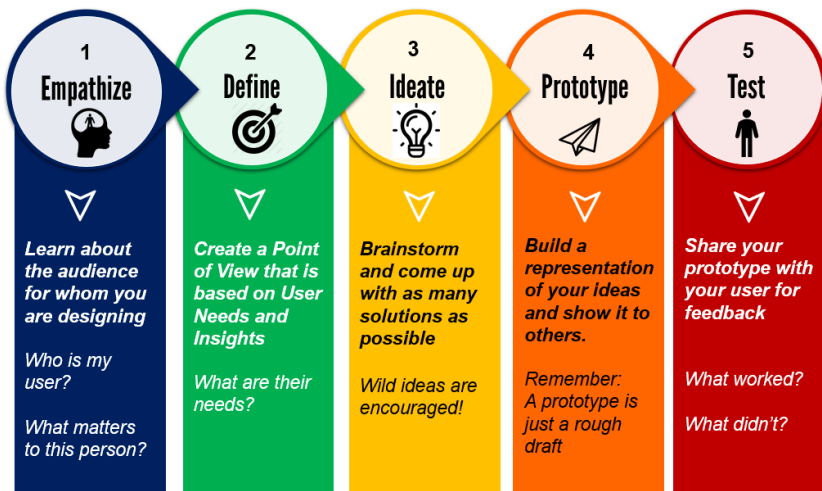 1
Empathize
Learn about
the audience
for whom you
are designing
Who is my
user?
What matters
to this person?
2
Define
Create a Point
of View that is
based on User
Needs and
Insights
What are their
needs?
3
Ideate
Brainstorm
and come up
with as many
solutions as
possible
Wild ideas are
encouraged!
4
Prototype
Build a
representation
of your ideas
and show it to
others.
Remember:
A prototype is
just a rough
draft
5
Test
Share your
prototype with
your user for
feedback
What worked?
What didn't?